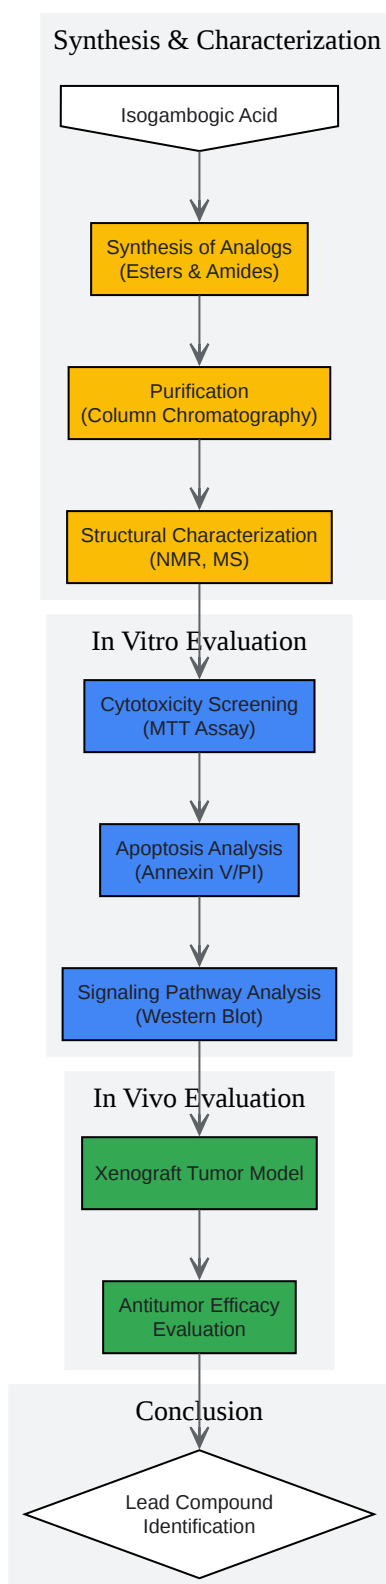 Synthesis & Characterization
Isogambogic Acid
Synthesis of Analogs
(Esters & Amides)
Purification
(Column Chromatography)
Structural Characterization
(NMR, MS)
In Vitro Evaluation
Cytotoxicity Screening
(MTT Assay)
Apoptosis Analysis
(Annexin V/PI)
Signaling Pathway Analysis
(Western Blot)
In Vivo Evaluation
Xenograft Tumor Model
Antitumor Efficacy
Evaluation
Conclusion
Lead Compound
Identification